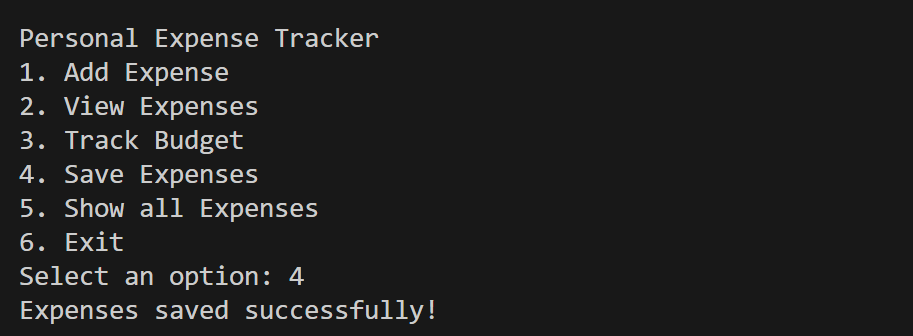 Personal Expense Tracker
1. Add Expense
2. View Expenses
3. Track Budget
4. Save Expenses
5. Show all Expenses
6. Exit
Select an option: 4
Expenses saved successfully!